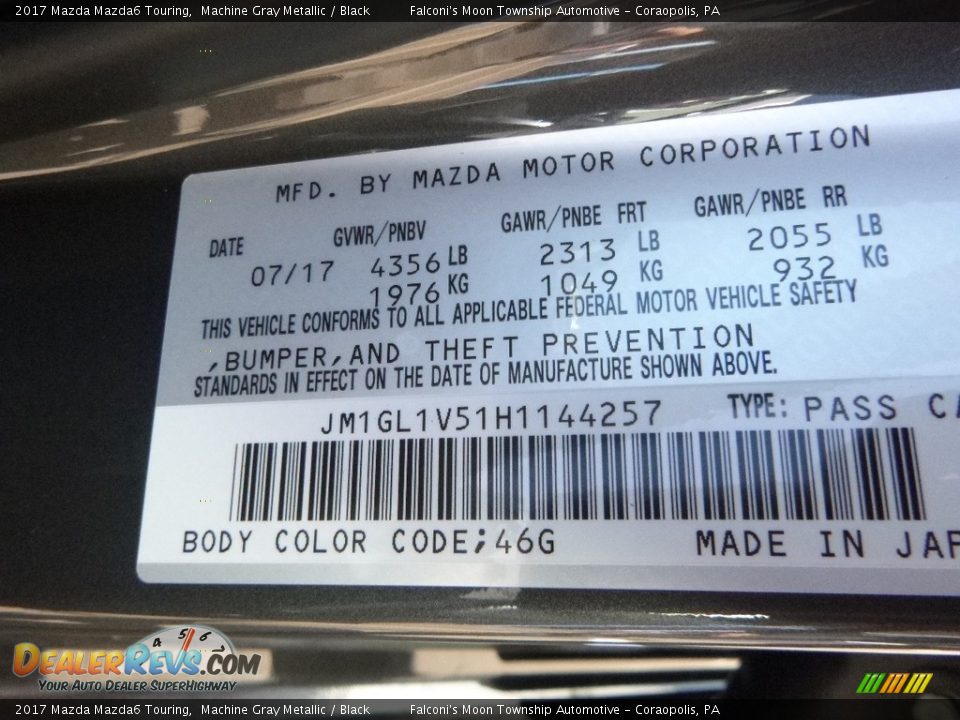 2017 Mazda Mazda6 Touring, Machine Gray Metallic / Black Falconi's Moon Township Automotive - Coraopolis, PA
MFD. BY MAZDA MOTOR CORPORATION
DATE GVWR/PNBV GAWR/PNBE FRT GAWR/PNBE RR
07/17 4356 LB 2313 LB 2055 LB
1976 KG 1049 KG 932 KG
THIS VEHICLE CONFORMS TO ALL APPLICABLE FEDERAL MOTOR VEHICLE SAFETY
,BUMPER,AND THEFT PREVENTION
STANDARDS IN EFFECT ON THE DATE OF MANUFACTURE SHOWN ABOVE.
JM1GL1V51H1144257 TYPE: PASS CA
BODY COLOR CODE;46G MADE IN JAP
4 5 6
DEALERREVS.COM
YOUR AUTO DEALER SUPERHIGHWAY
2017 Mazda Mazda6 Touring, Machine Gray Metallic / Black Falconi's Moon Township Automotive - Coraopolis, PA